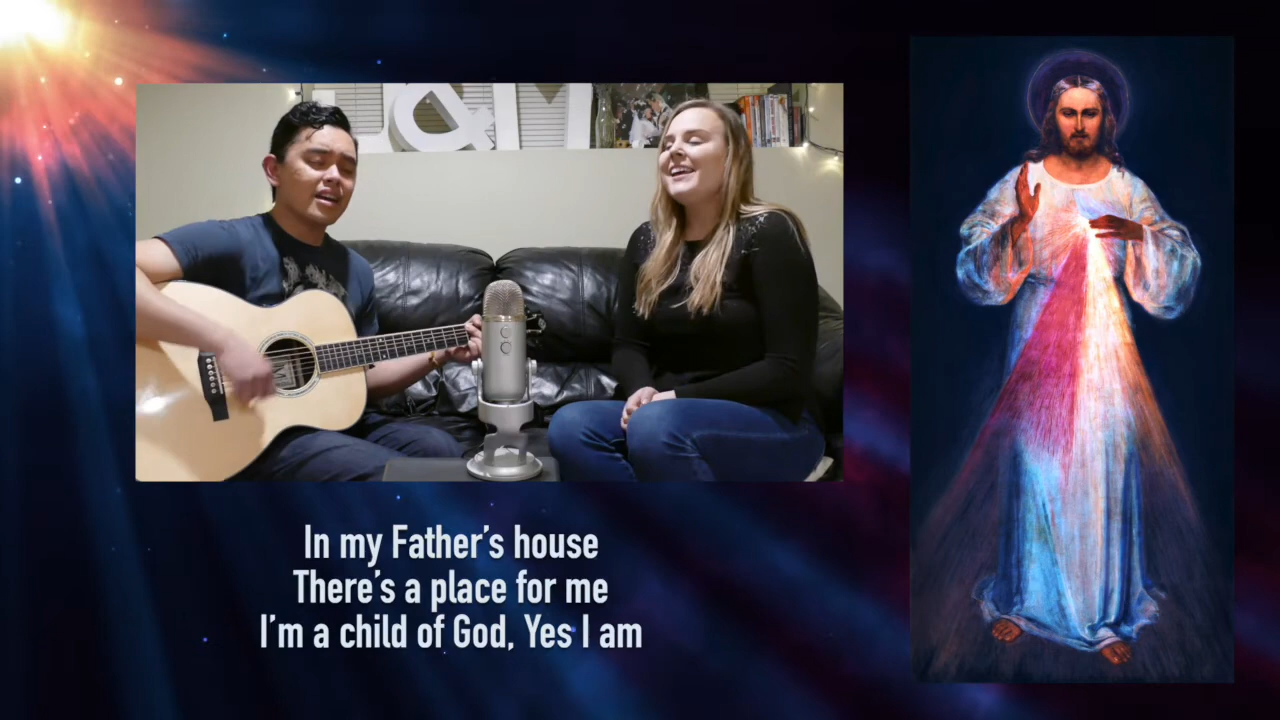 &
In my Father's house
There's a place for me
I'm a child of God, Yes I am